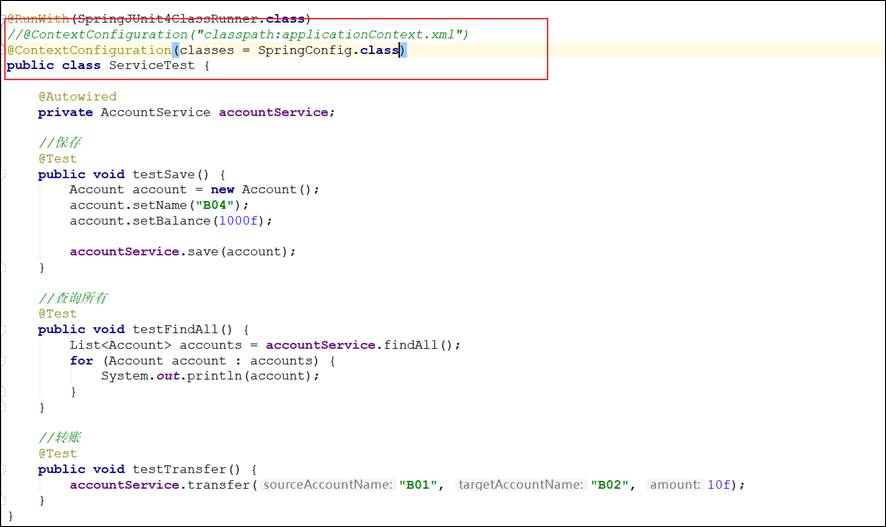 @RunWith(SpringJUnit4ClassRunner.class)
//@ContextConfiguration("classpath:applicationContext.xml")
@ContextConfiguration(classes = SpringConfig.class)
public class ServiceTest {
@Autowired
private AccountService accountService;
//保存
@Test
public void testSave() {
Account account = new Account();
account.setName("B04");
account.setBalance(1000f);
accountService.save(account);
}
//查询所有
@Test
public void testFindAll() {
List<Account> accounts = accountService.findAll();
for (Account account : accounts) {
System.out.println(account);
}
}
//转账
@Test
public void testTransfer() {
accountService.transfer( sourceAccountName: "B01", targetAccountName: "B02", amount: 10f);
}
}